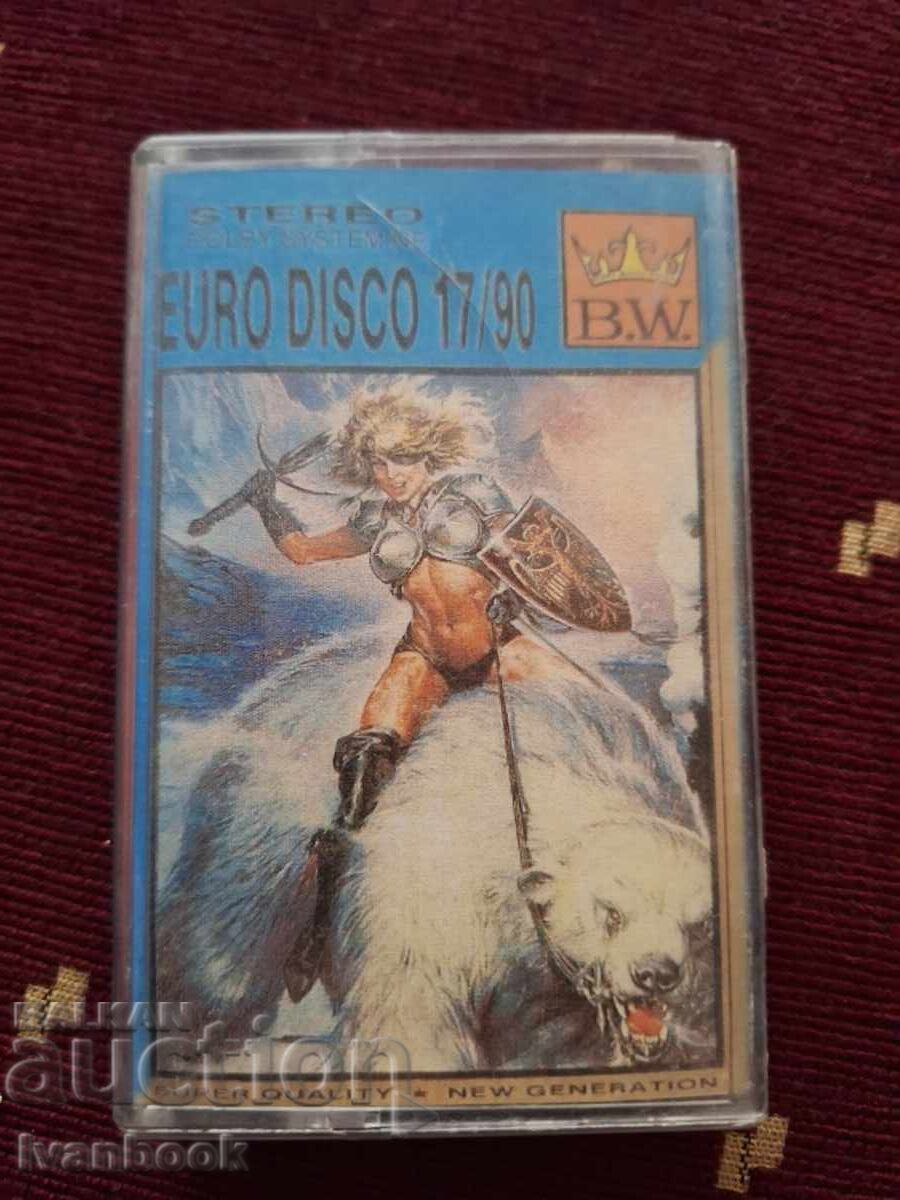 STEREO
DOLBY SYSTEM NR
EURO DISCO 17/90
B.W.
SUPER QUALITY ★ NEW GENERATION
BALKAN
auction
Ivanbook